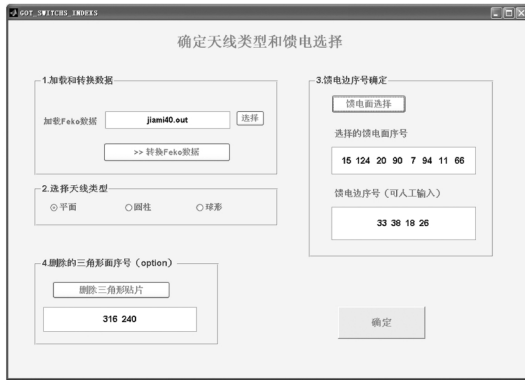 GOT_SWITCHS_INDEXS
确定天线类型和馈电选择
1.加载和转换数据
加载Feko数据
jiami40.out
选择
>> 转换Feko数据
2.选择天线类型
平面
圆性
球形
4.删除的三角形面序号（option）
删除三角形贴片
316 240
3.馈电边序号确定
馈电面选择
选择的馈电面序号
15 124 20 90 7 94 11 66
馈电边序号（可人工输入）
33 38 18 26
确定